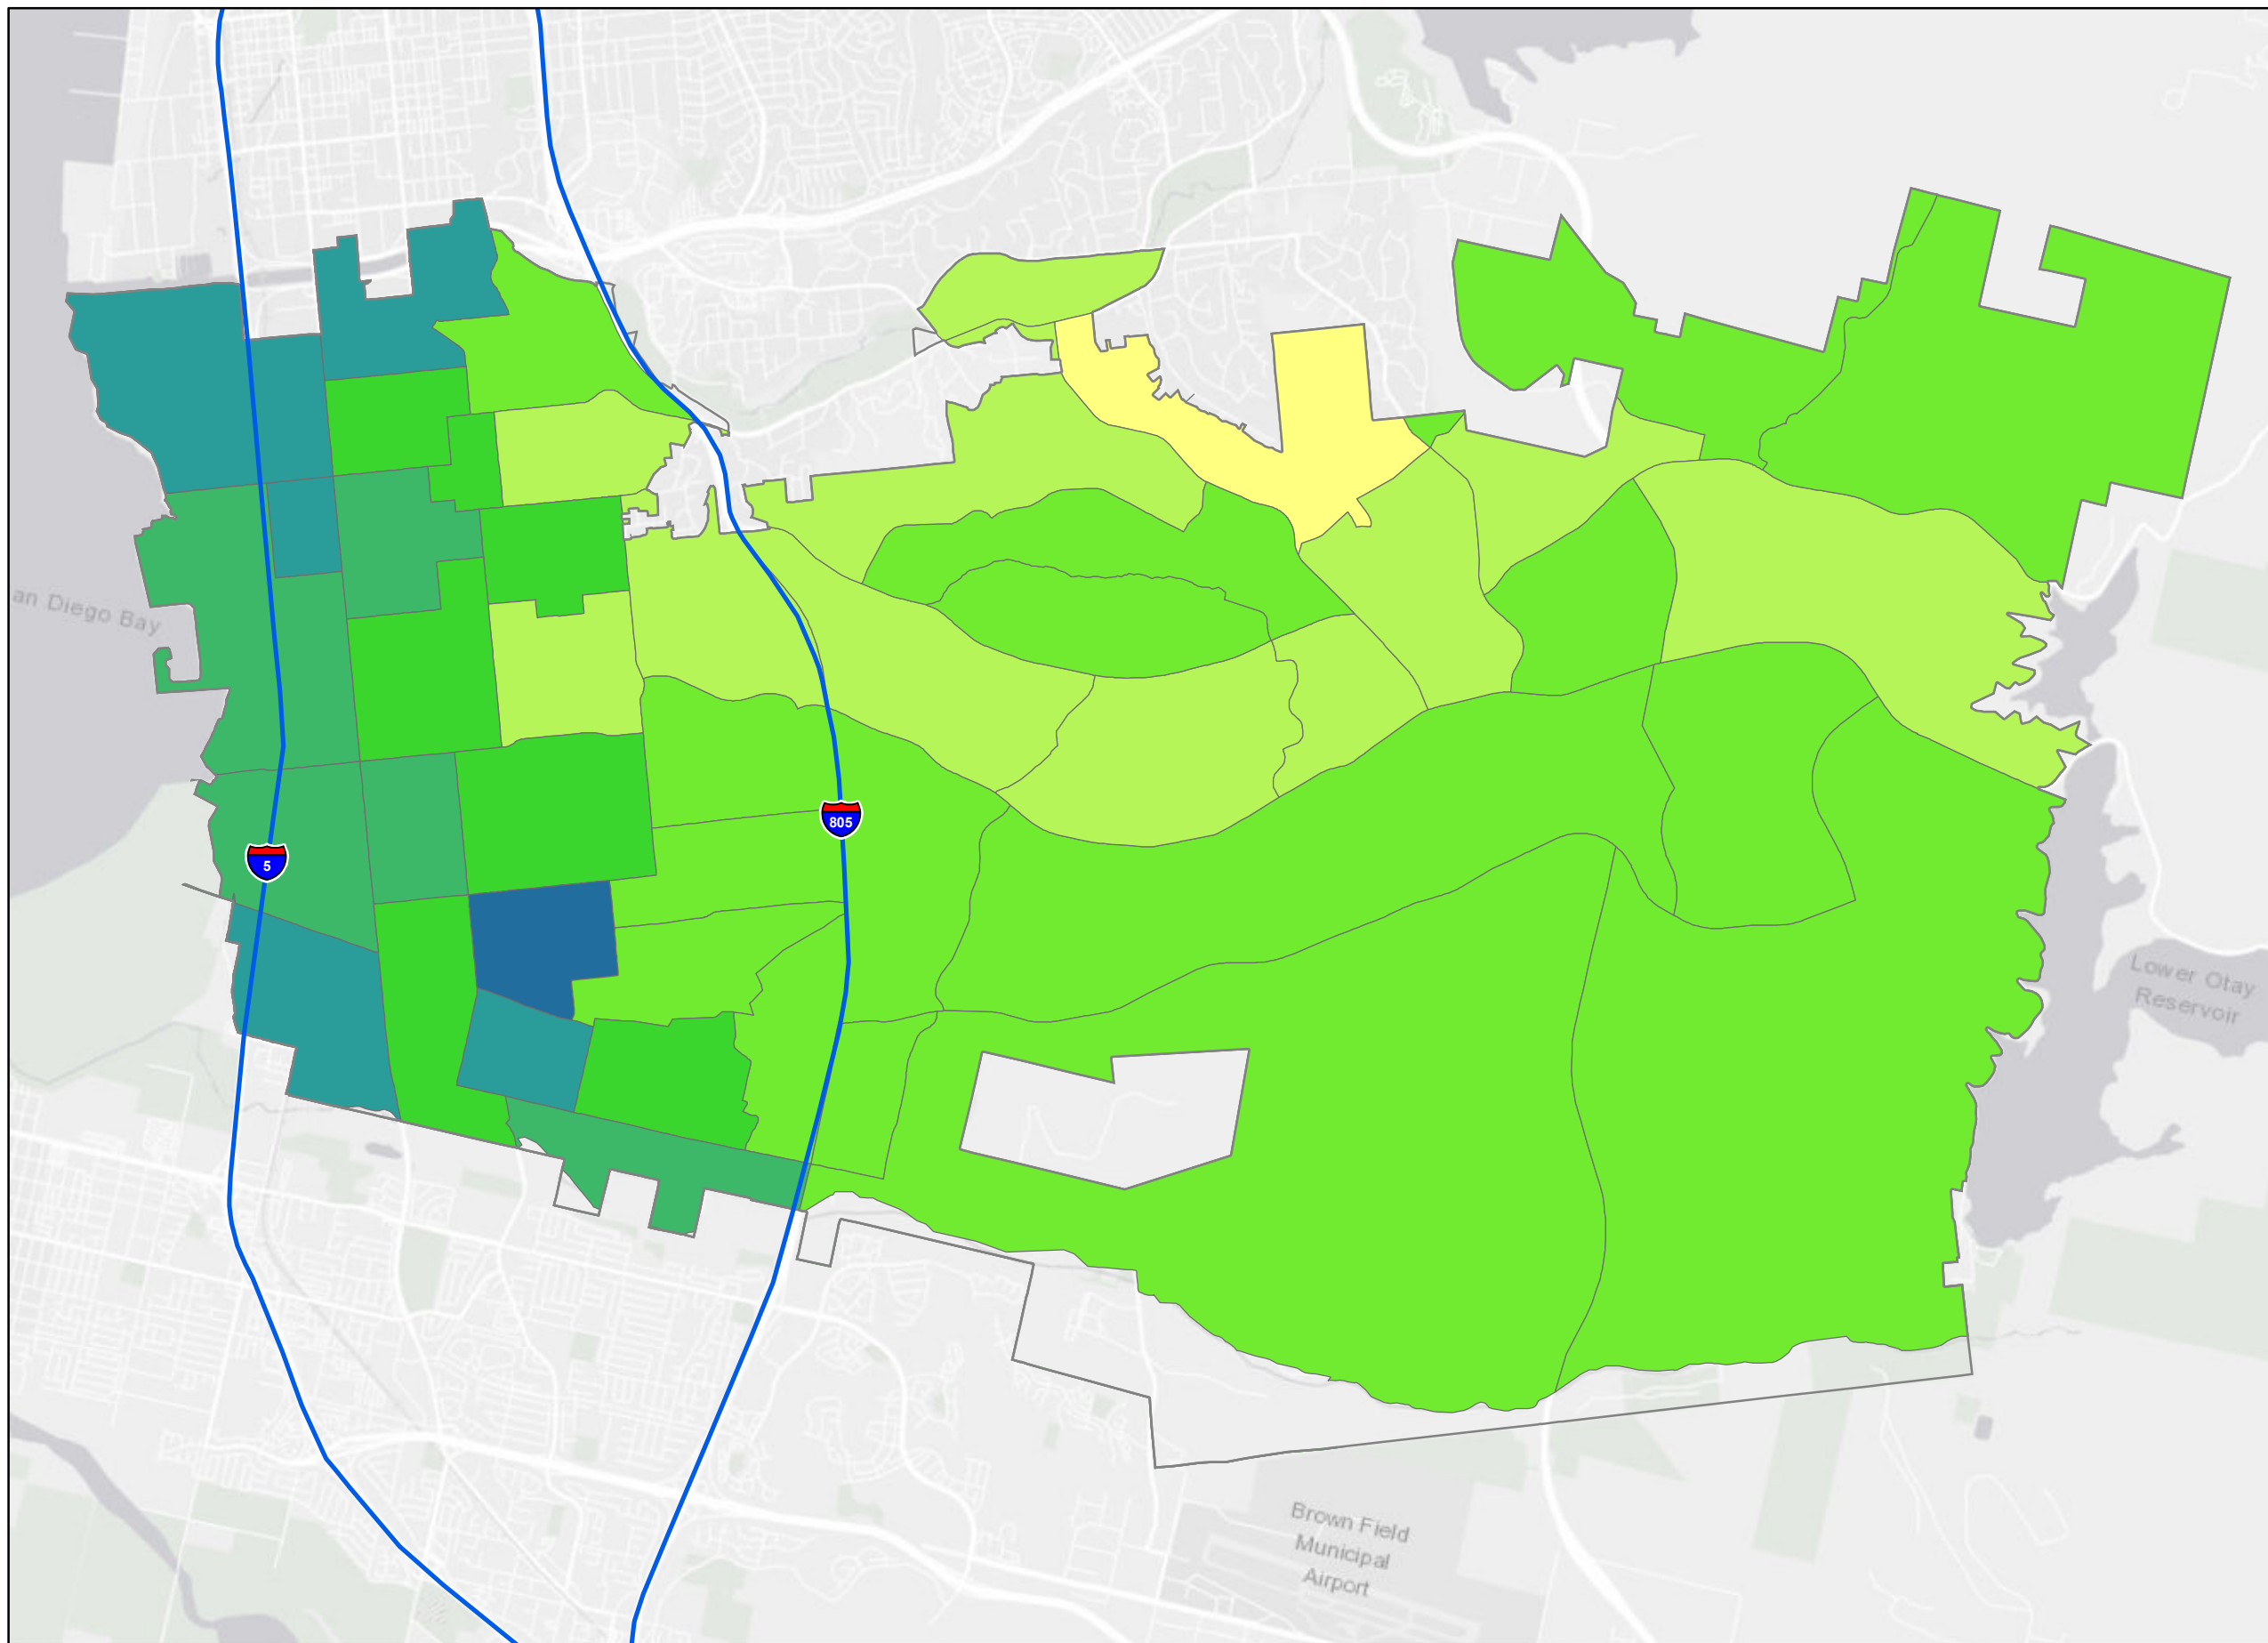 an Diego Bay
805
5
Lower Otay
Reservoir
Brown Field
Municipal
Airport